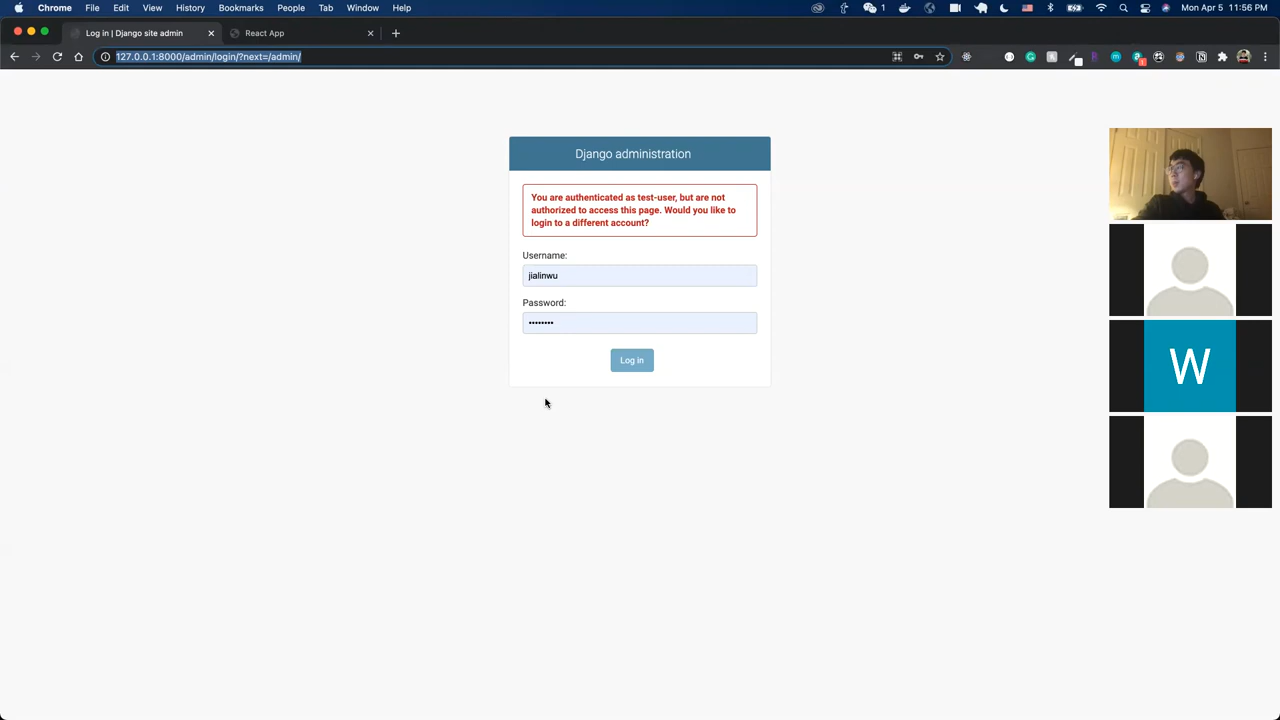 Chrome File Edit View History Bookmarks People Tab Window Help
1
Mon Apr 5 11:56 PM
Log in | Django site admin
React App
127.0.0.1:8000/admin/login/?next=/admin/
Django administration
You are authenticated as test-user, but are not
authorized to access this page. Would you like to
login to a different account?
Username:
jialinwu
Password:
••••••••
Log in
W